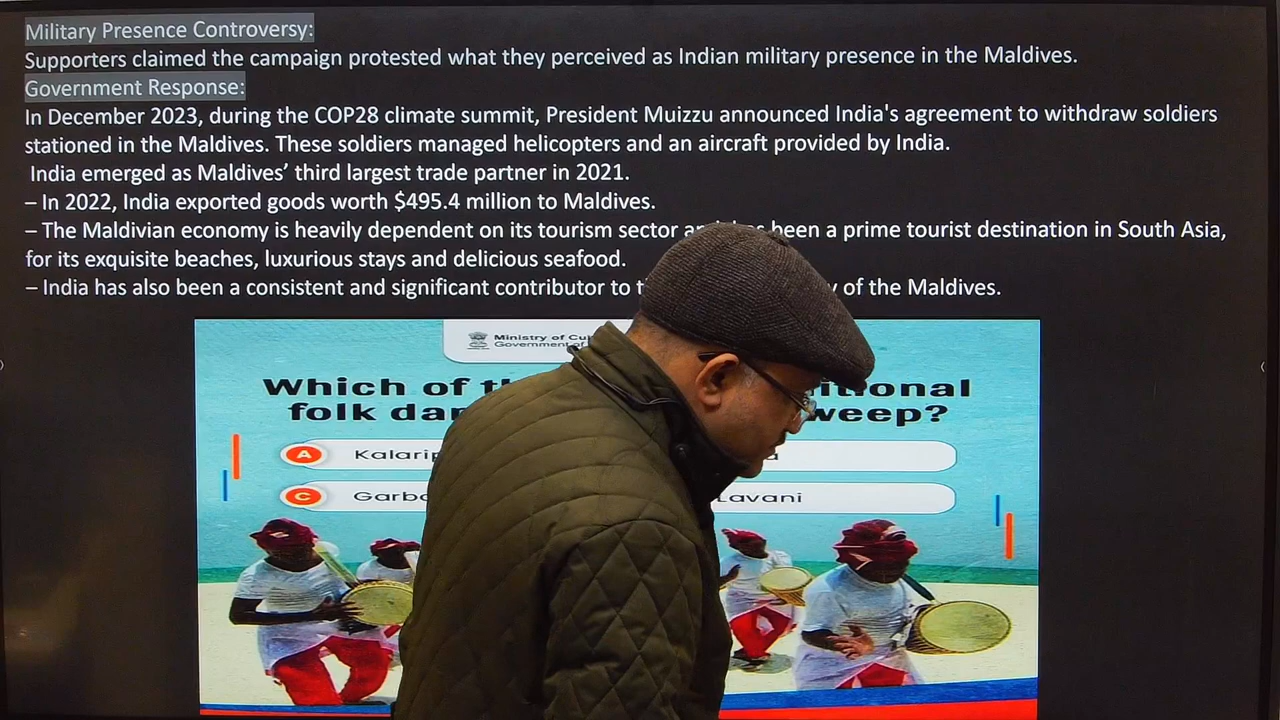 Military Presence Controversy:
Supporters claimed the campaign protested what they perceived as Indian military presence in the Maldives.
Government Response:
In December 2023, during the COP28 climate summit, President Muizzu announced India's agreement to withdraw soldiers
stationed in the Maldives. These soldiers managed helicopters and an aircraft provided by India.
India emerged as Maldives’ third largest trade partner in 2021.
– In 2022, India exported goods worth $495.4 million to Maldives.
– The Maldivian economy is heavily dependent on its tourism sector been a prime tourist destination in South Asia,
for its exquisite beaches, luxurious stays and delicious seafood.
– India has also been a consistent and significant contributor to of the Maldives.
Ministry of
Government of
Which of
folk
A
C
Lavani